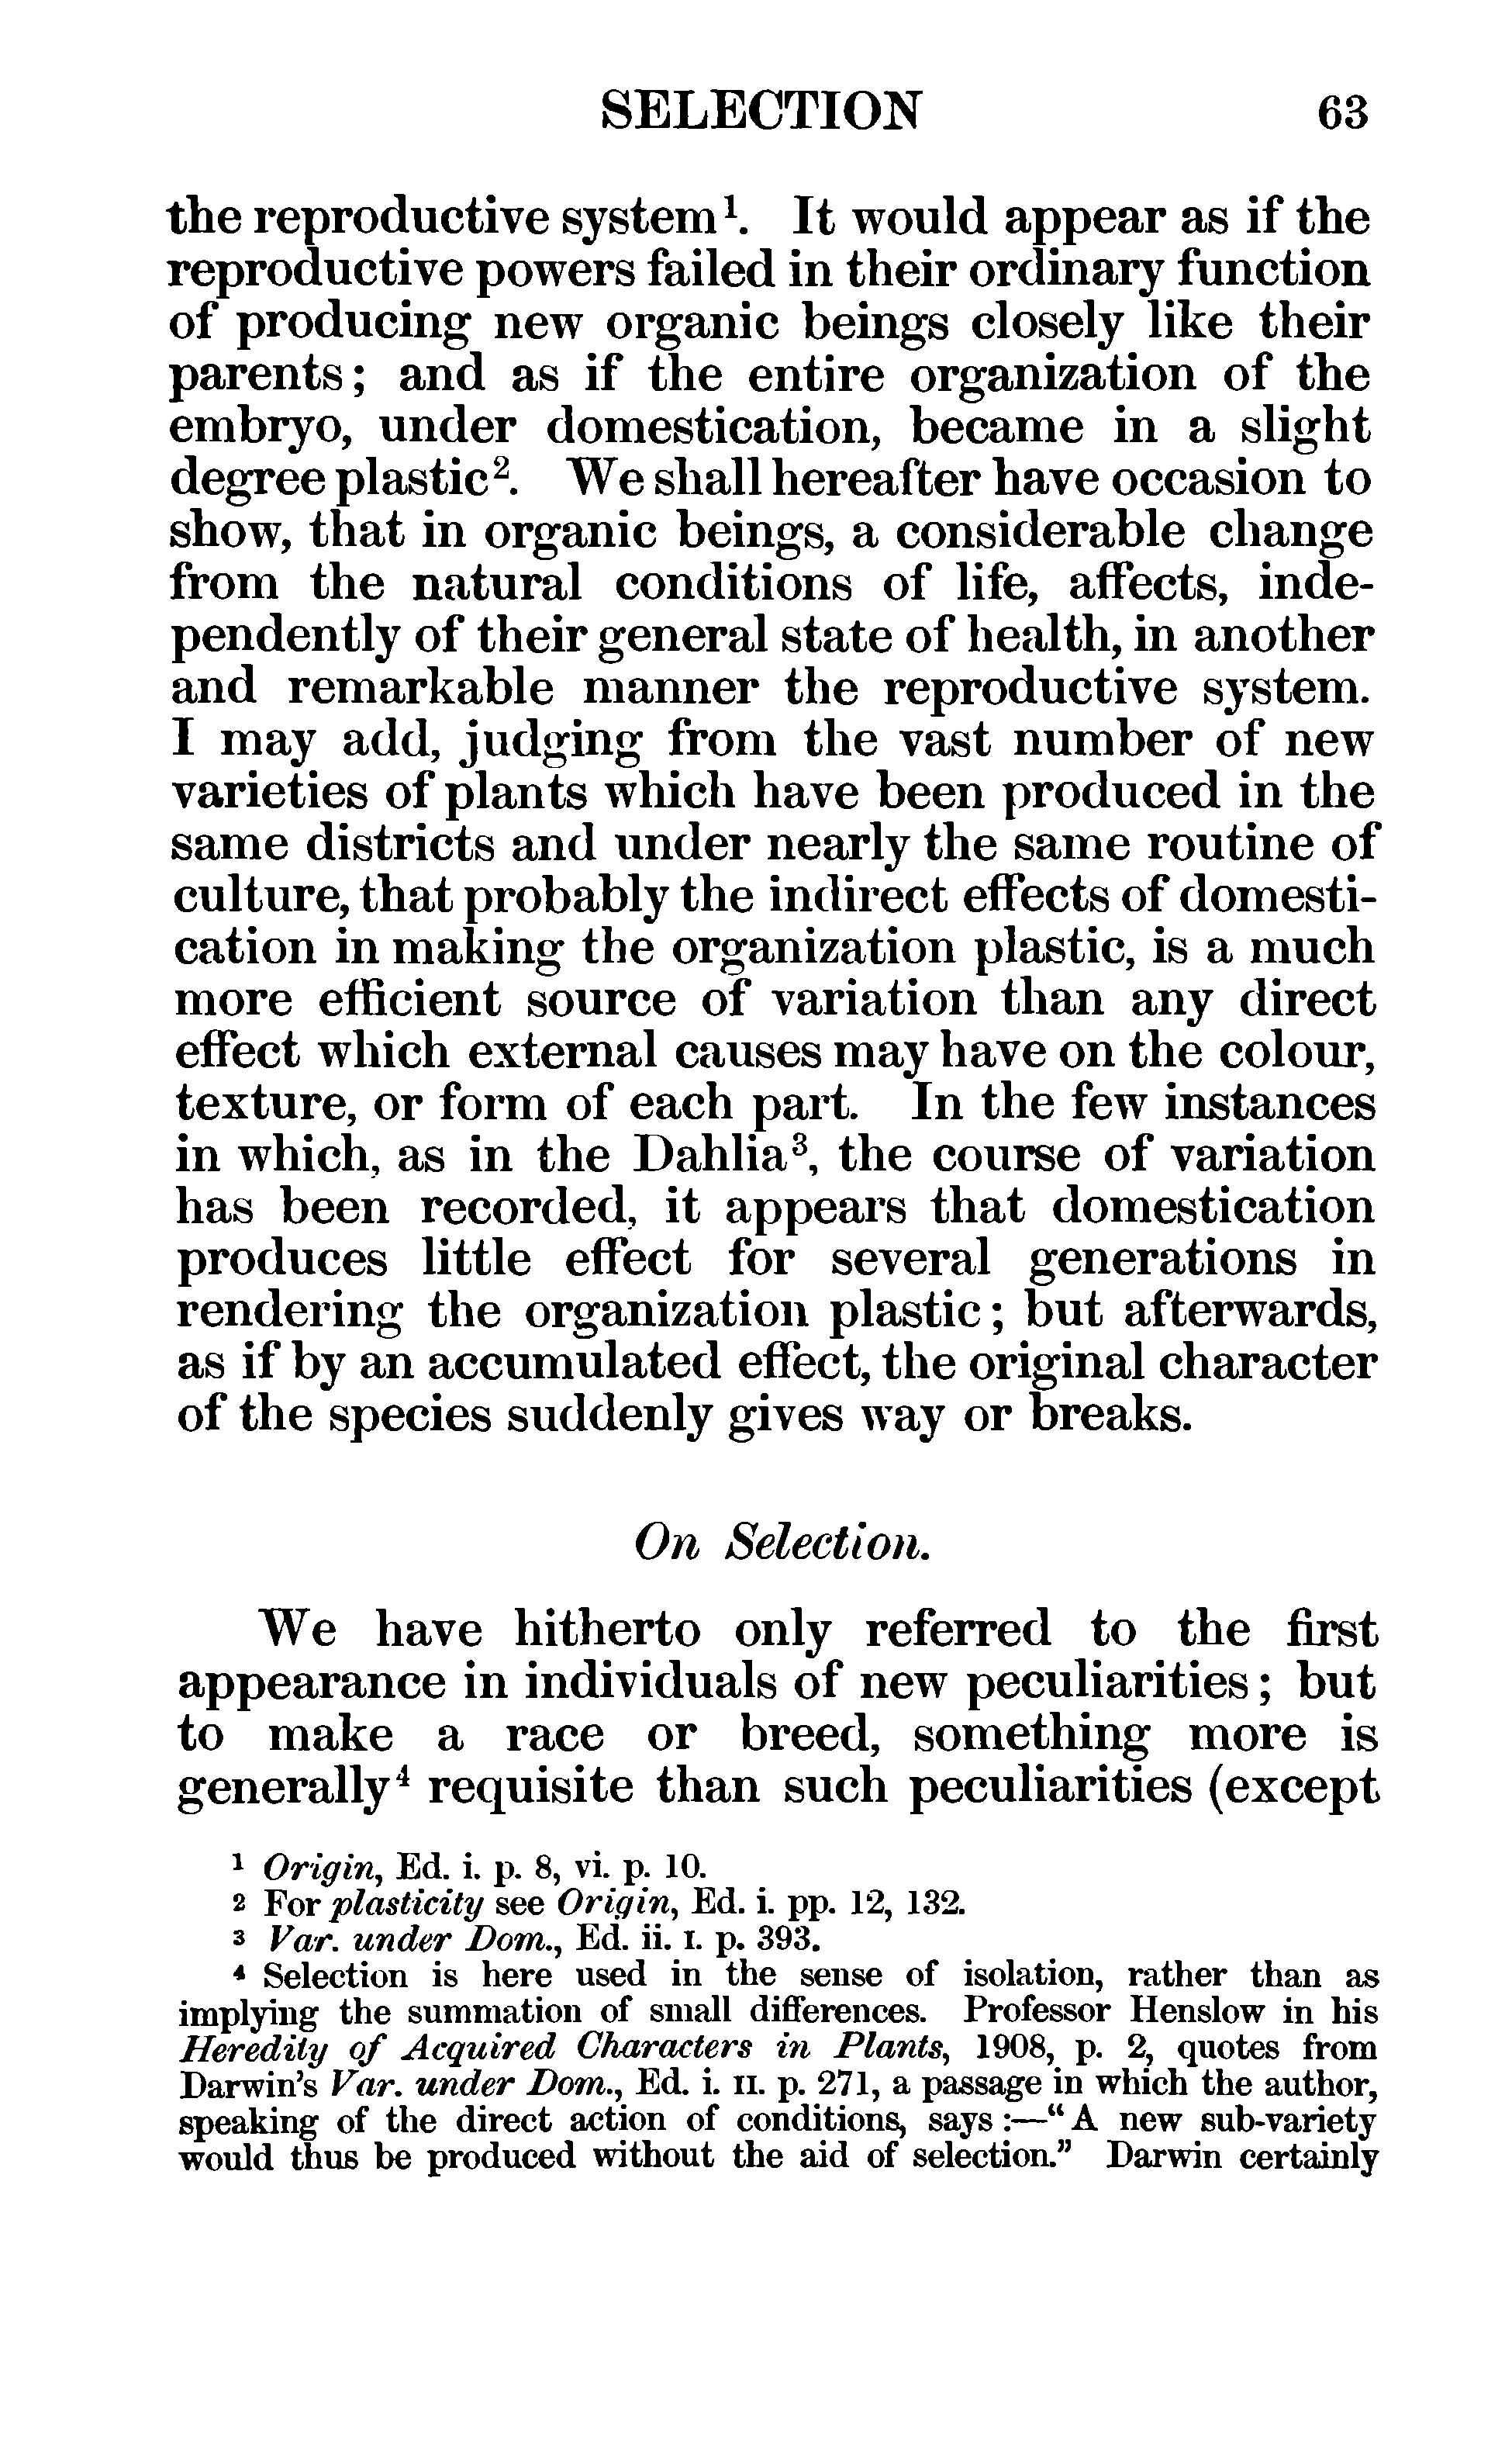 SELECTION 63
the reproductive system¹. It would appear as if the
reproductive powers failed in their ordinary function
of producing new organic beings closely like their
parents; and as if the entire organization of the
embryo, under domestication, became in a slight
degree plastic². We shall hereafter have occasion to
show, that in organic beings, a considerable change
from the natural conditions of life, affects, inde-
pendently of their general state of health, in another
and remarkable manner the reproductive system.
I may add, judging from the vast number of new
varieties of plants which have been produced in the
same districts and under nearly the same routine of
culture, that probably the indirect effects of domesti-
cation in making the organization plastic, is a much
more efficient source of variation than any direct
effect which external causes may have on the colour,
texture, or form of each part. In the few instances
in which, as in the Dahlia³, the course of variation
has been recorded, it appears that domestication
produces little effect for several generations in
rendering the organization plastic; but afterwards,
as if by an accumulated effect, the original character
of the species suddenly gives way or breaks.
On Selection.
We have hitherto only referred to the first
appearance in individuals of new peculiarities; but
to make a race or breed, something more is
generally⁴ requisite than such peculiarities (except
¹ Origin, Ed. i. p. 8, vi. p. 10.
² For plasticity see Origin, Ed. i. pp. 12, 132.
³ Var. under Dom., Ed. ii. I. p. 393.
⁴ Selection is here used in the sense of isolation, rather than as
implying the summation of small differences. Professor Henslow in his
Heredity of Acquired Characters in Plants, 1908, p. 2, quotes from
Darwin's Var. under Dom., Ed. i. II. p. 271, a passage in which the author,
speaking of the direct action of conditions, says:—"A new sub-variety
would thus be produced without the aid of selection." Darwin certainly